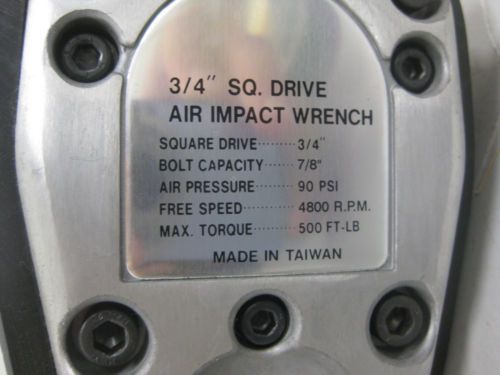 3/4" SQ. DRIVE
AIR IMPACT WRENCH
SQUARE DRIVE········3/4"
BOLT CAPACITY······7/8"
AIR PRESSURE········90 PSI
FREE SPEED···········4800 R.P.M.
MAX. TORQUE·········500 FT-LB
MADE IN TAIWAN